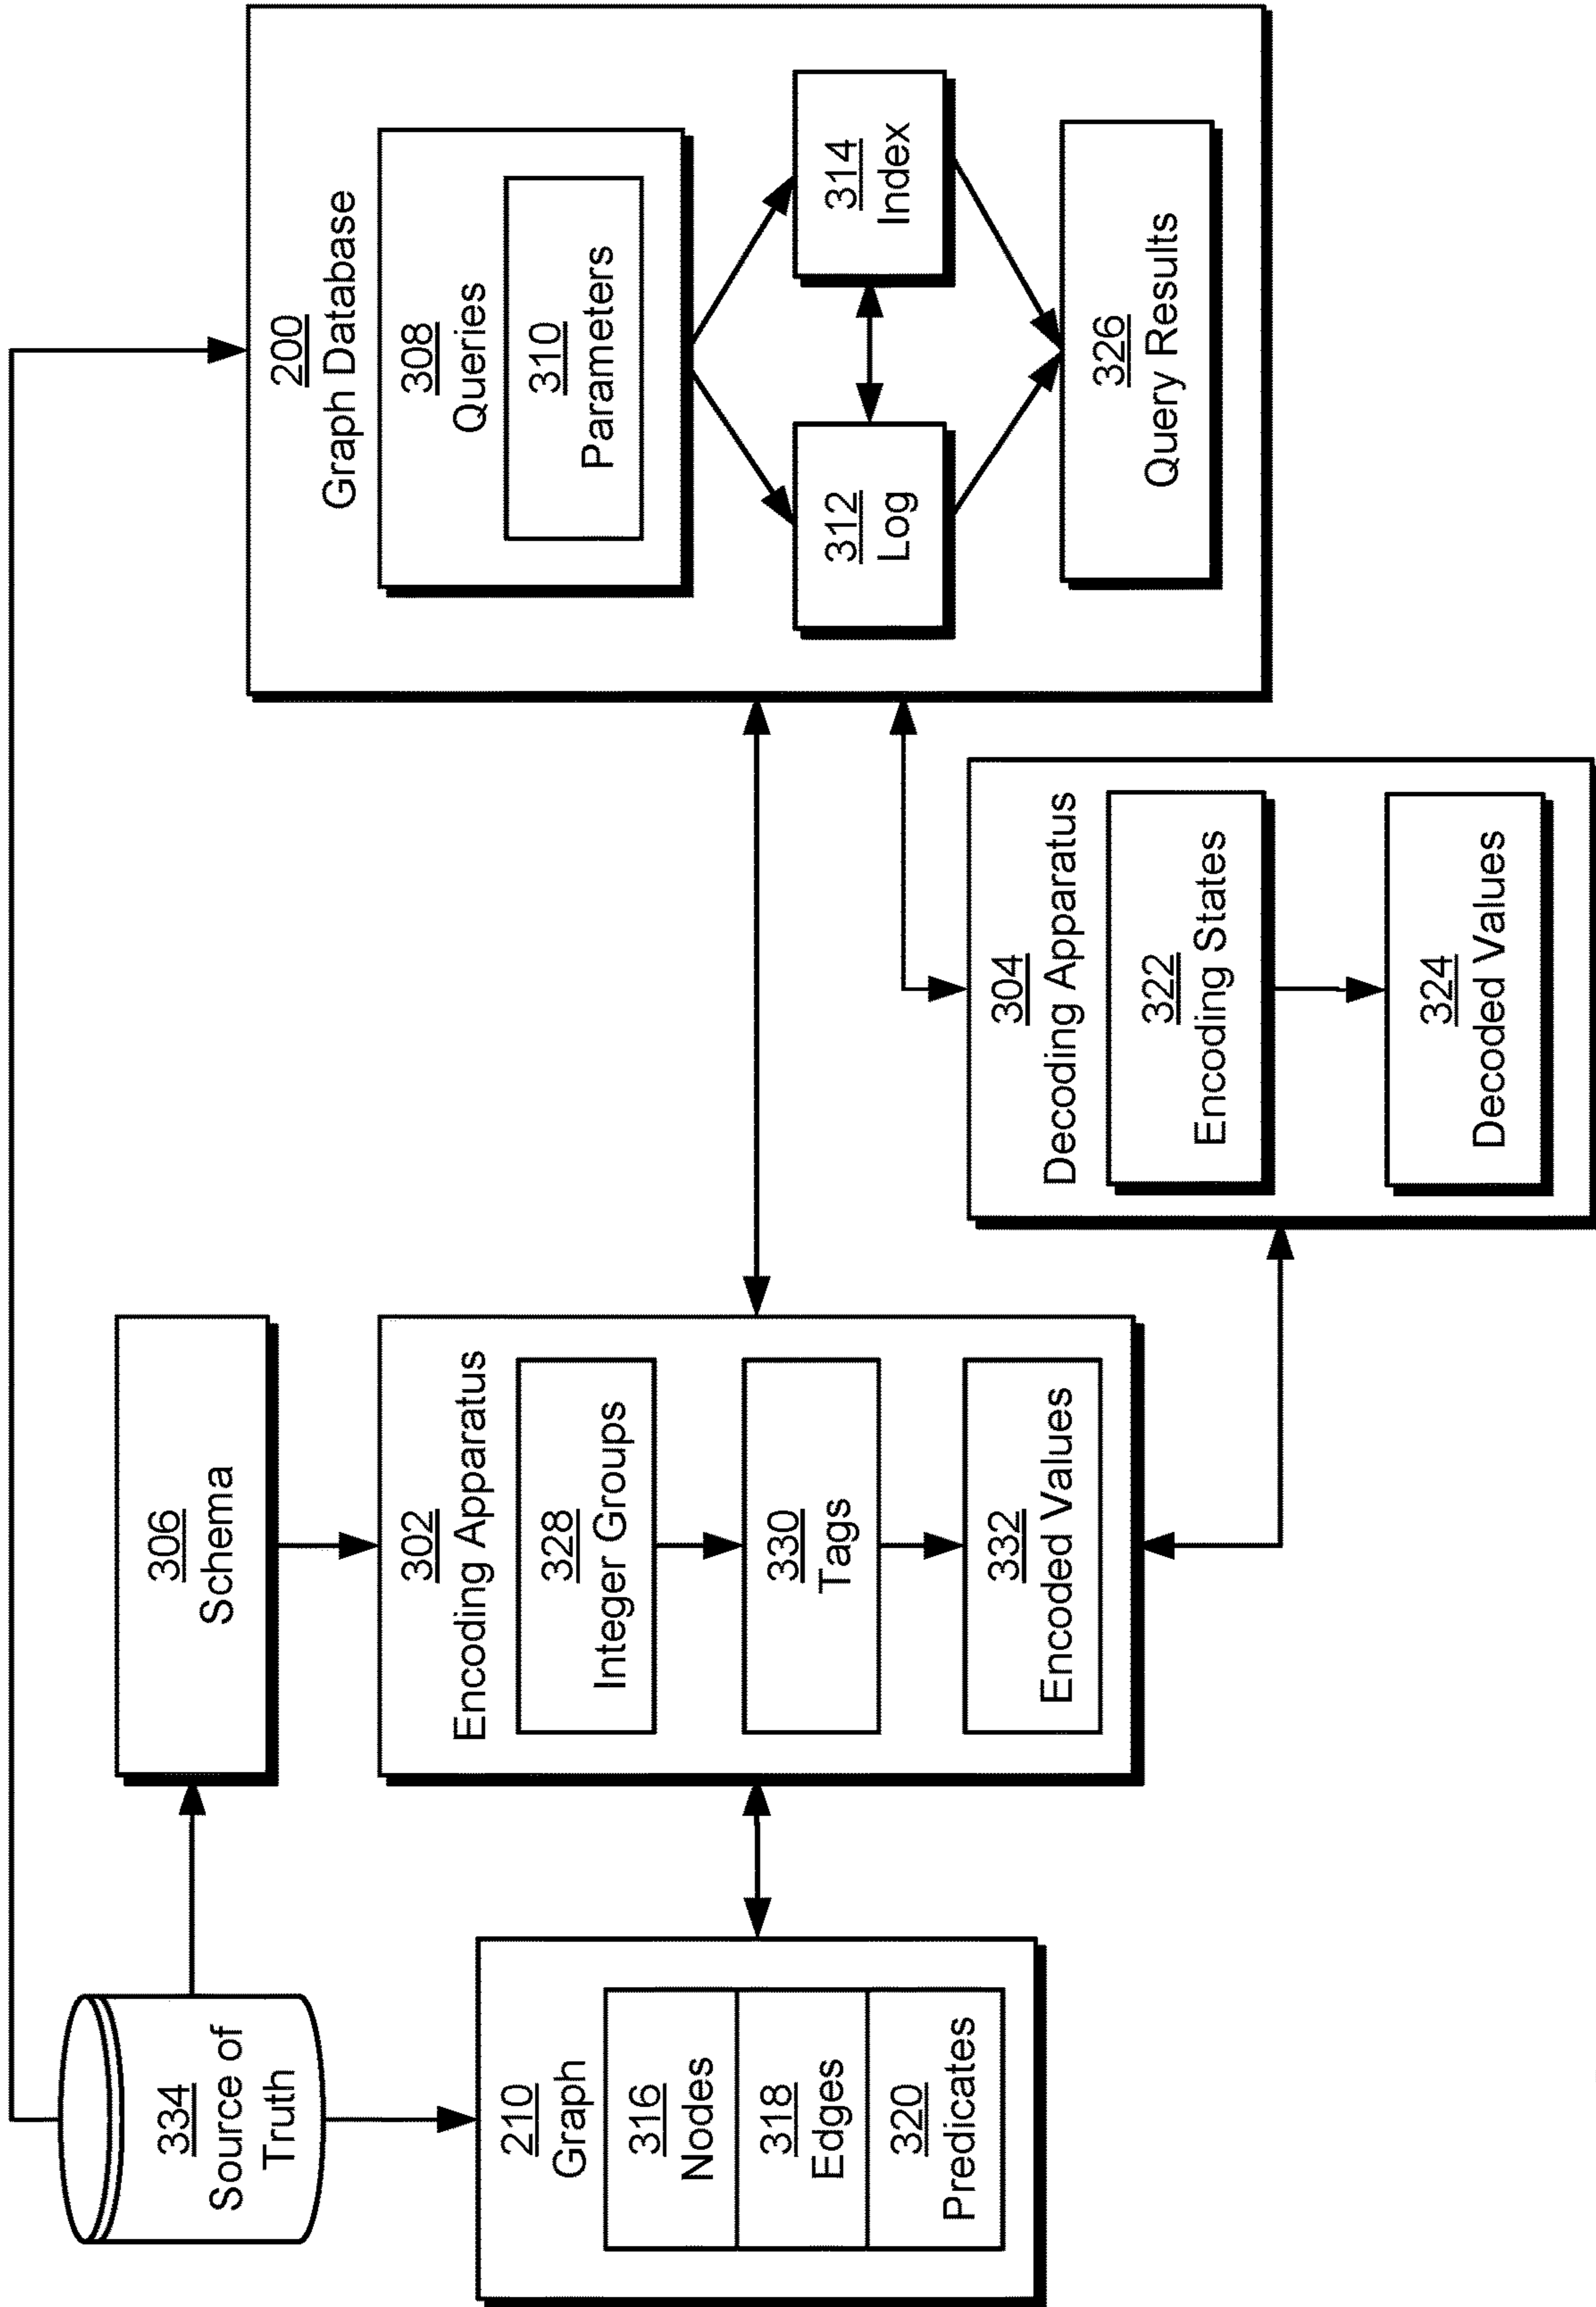 334
Source of
Truth
306
Schema
200
Graph Database
308
Queries
310
Parameters
312
Log
314
Index
326
Query Results
210
Graph
316
Nodes
318
Edges
320
Predicates
302
Encoding Apparatus
328
Integer Groups
330
Tags
332
Encoded Values
304
Decoding Apparatus
322
Encoding States
324
Decoded Values